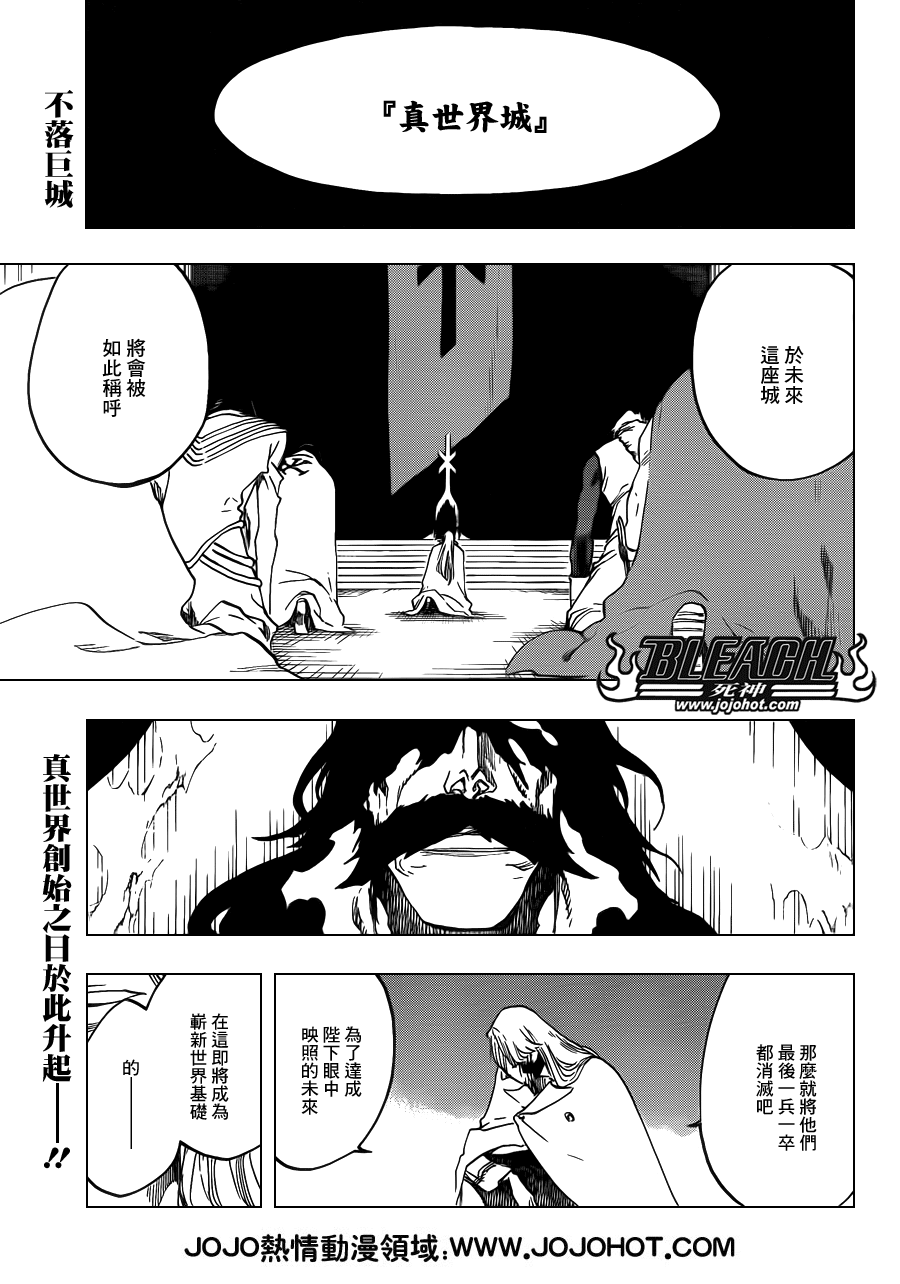 不落巨城
『真世界城』
於未來
這座城
將會被
如此稱呼
BLEACH
死神
www.jojohot.com
真世界創始之日於此升起——!!
那麼就將他們
最後一兵一卒
都消滅吧
為了達成
陛下眼中
映照的未來
在這即將成為
嶄新世界基礎
的——
JOJO熱情動漫領域:WWW.JOJOHOT.COM